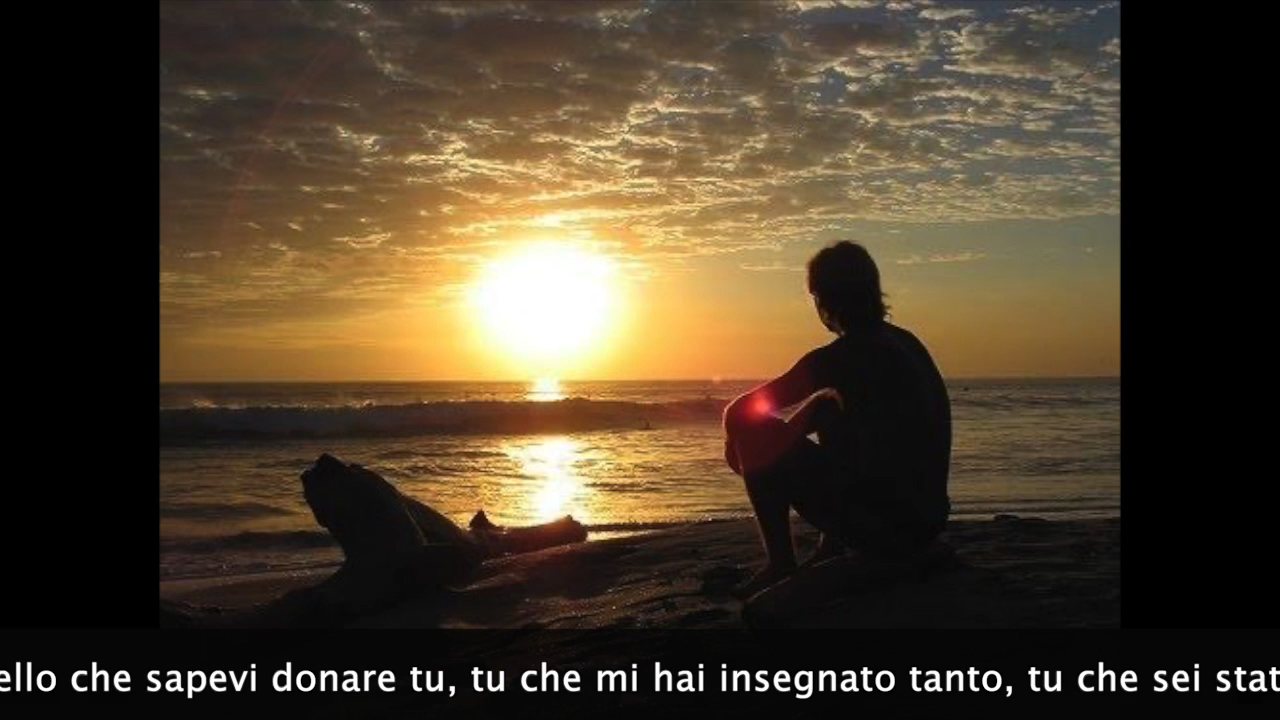 ello che sapevi donare tu, tu che mi hai insegnato tanto, tu che sei stat